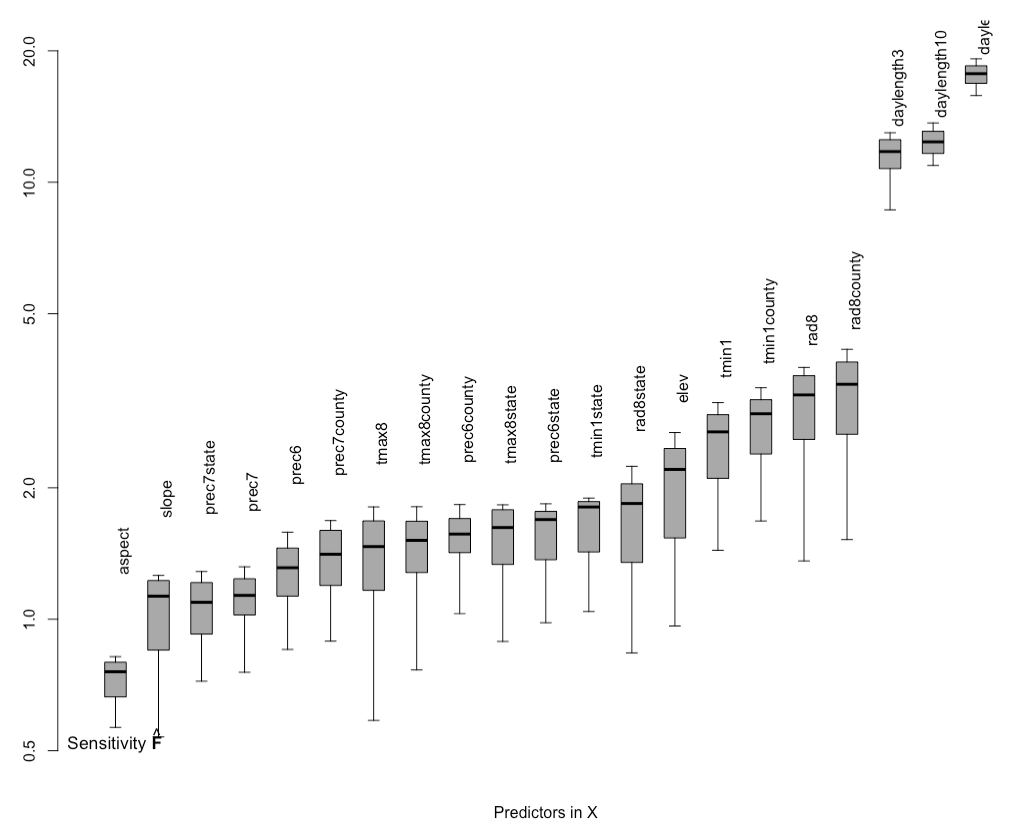 20.0
10.0
5.0
2.0
1.0
0.5
aspect
slope
prec7state
prec7
prec6
prec7county
tmax8
tmax8county
prec6county
tmax8state
prec6state
tmin1state
rad8state
elev
tmin1
tmin1county
rad8
rad8county
daylength3
daylength10
dayle
Sensitivity F̂
Predictors in X